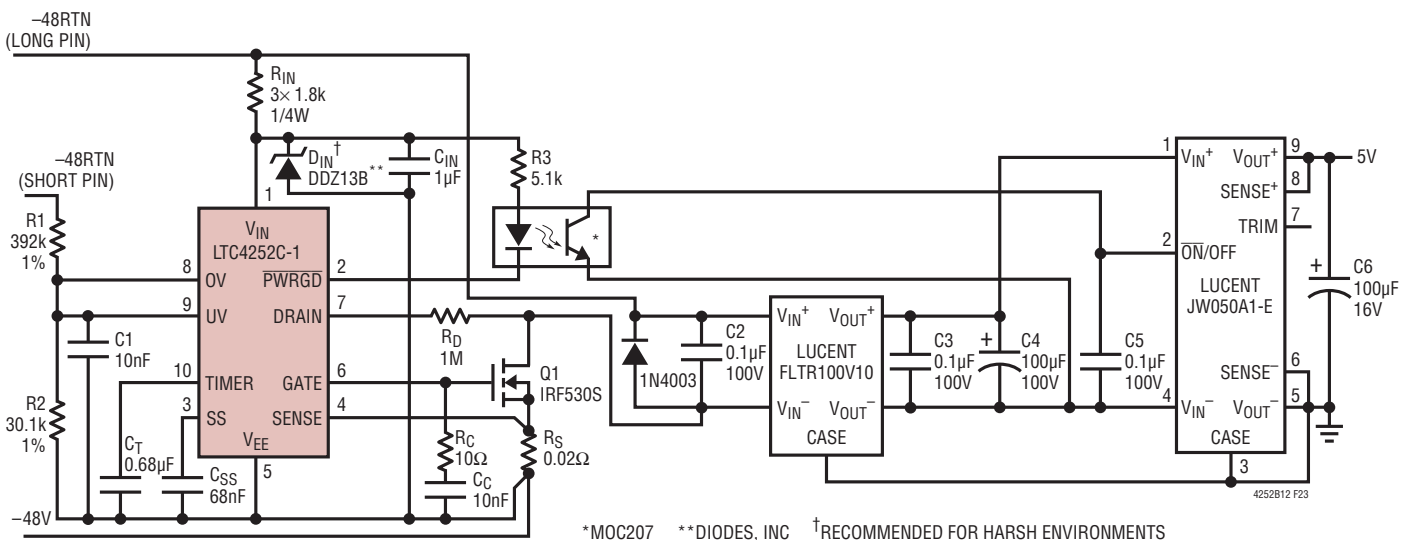 −48RTN
(LONG PIN)
RIN
3× 1.8k
1/4W
−48RTN
(SHORT PIN)
DIN†
DDZ13B**
CIN
1µF
R3
5.1k
1
VIN
LTC4252C-1
R1
392k
1%
8
OV
PWRGD
2
9
UV
DRAIN
7
C1
10nF
RD
1M
10
TIMER
GATE
6
Q1
IRF530S
3
SS
SENSE
4
VEE
5
R2
30.1k
1%
CT
0.68µF
CSS
68nF
RC
10Ω
CC
10nF
RS
0.02Ω
−48V
*
1N4003
C2
0.1µF
100V
VIN+
VOUT+
LUCENT
FLTR100V10
VIN−
VOUT−
CASE
C3
0.1µF
100V
+
C4
100µF
100V
C5
0.1µF
100V
1
VIN+
VOUT+
9
5V
SENSE+
8
TRIM
7
2
ON/OFF
LUCENT
JW050A1-E
+
C6
100µF
16V
SENSE−
6
4
VIN−
VOUT−
5
CASE
3
4252B12 F23
*MOC207 **DIODES, INC †RECOMMENDED FOR HARSH ENVIRONMENTS